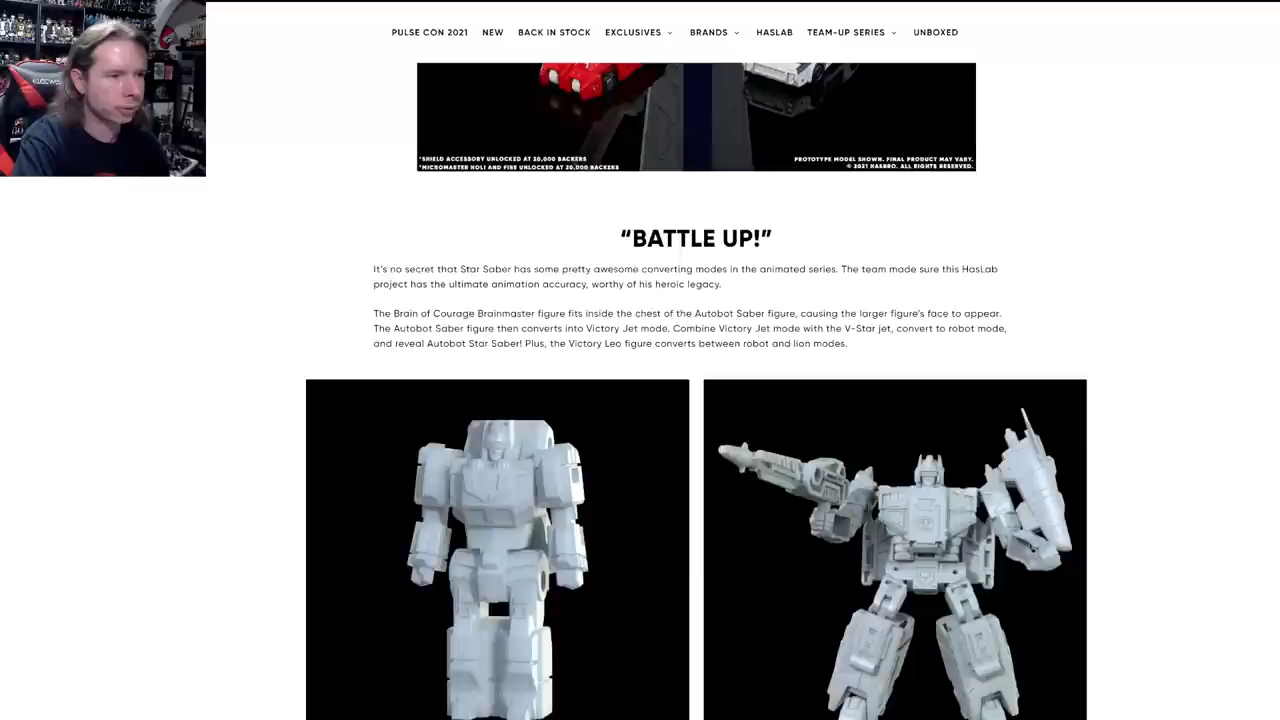 PULSE CON 2021 NEW BACK IN STOCK EXCLUSIVES BRANDS HASLAB TEAM-UP SERIES UNBOXED
*SHIELD ACCESSORY UNLOCKED AT 20,000 BACKERS
*MICROMASTER HOLI AND FIRE UNLOCKED AT 20,000 BACKERS
PROTOTYPE MODEL SHOWN. FINAL PRODUCT MAY VARY.
© 2021 HASBRO. ALL RIGHTS RESERVED.
“BATTLE UP!”
It's no secret that Star Saber has some pretty awesome converting modes in the animated series. The team made sure this HasLab
project has the ultimate animation accuracy, worthy of his heroic legacy.
The Brain of Courage Brainmaster figure fits inside the chest of the Autobot Saber figure, causing the larger figure's face to appear.
The Autobot Saber figure then converts into Victory Jet mode. Combine Victory Jet mode with the V-Star jet, convert to robot mode,
and reveal Autobot Star Saber! Plus, the Victory Leo figure converts between robot and lion modes.